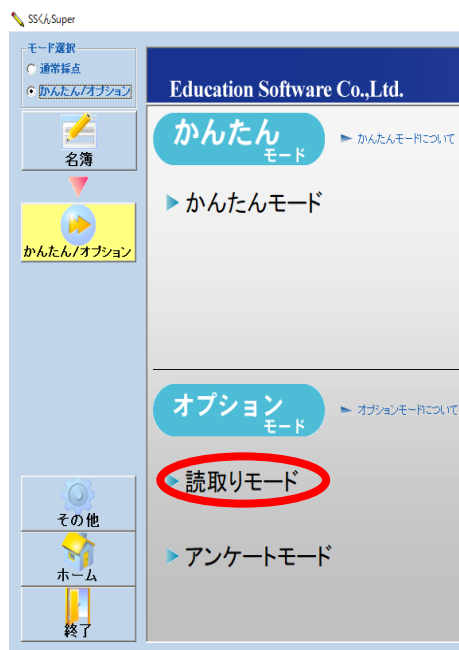 SSくんSuper
モード選択
通常採点
かんたん/オプション
名簿
かんたん/オプション
その他
ホーム
終了
Education Software Co.,Ltd.
かんたん
モード
かんたんモードについて
かんたんモード
オプション
モード
オプションモードについて
読取りモード
アンケートモード